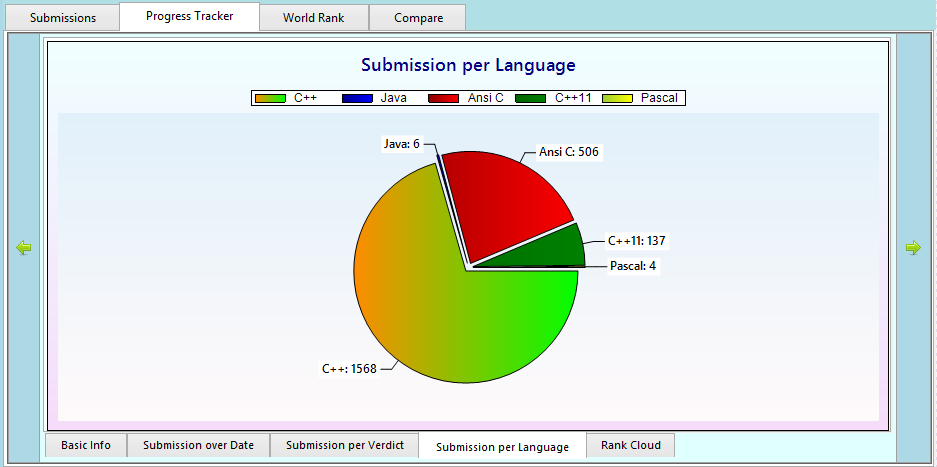 Submissions Progress Tracker World Rank Compare
Submission per Language
C++ Java Ansi C C++11 Pascal
Java: 6
Ansi C: 506
C++11: 137
Pascal: 4
C++: 1568
Basic Info Submission over Date Submission per Verdict Submission per Language Rank Cloud